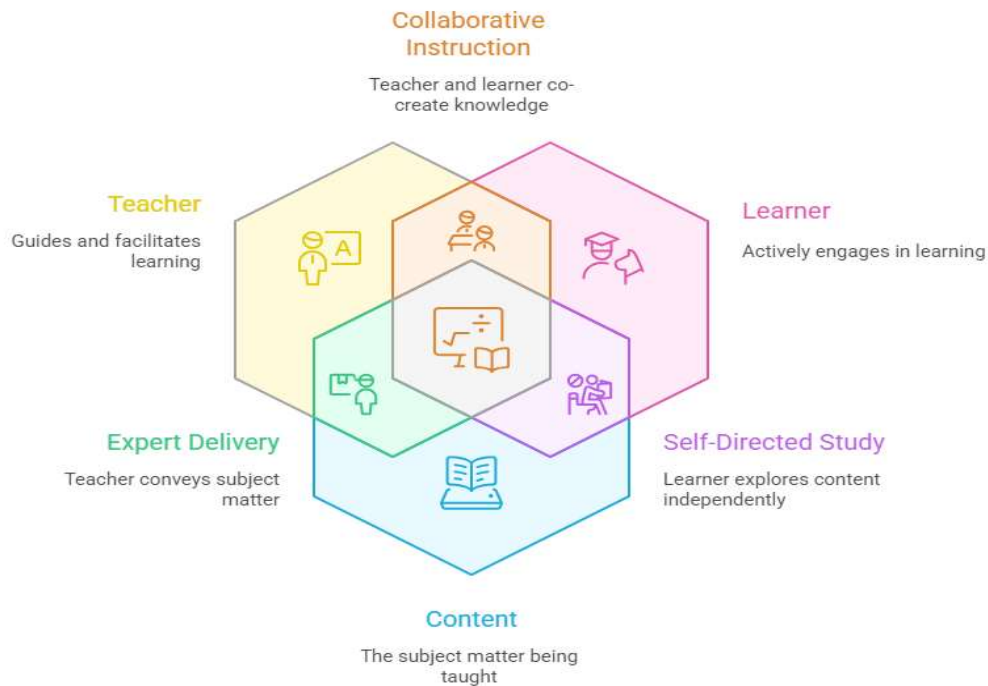 Collaborative
Instruction
Teacher and learner co-
create knowledge
Teacher
Guides and facilitates
learning
A
Learner
Actively engages in learning
Expert Delivery
Teacher conveys subject
matter
Self-Directed Study
Learner explores content
independently
Content
The subject matter being
taught